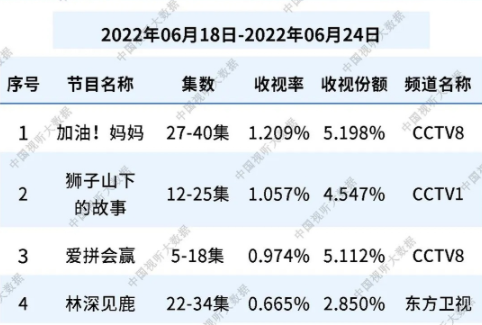 2022年06月18日-2022年06月24日
序号 节目名称 集数 收视率 收视份额 频道名称
1 加油！妈妈 27-40集 1.209% 5.198% CCTV8
2 狮子山下的故事 12-25集 1.057% 4.547% CCTV1
3 爱拼会赢 5-18集 0.974% 5.112% CCTV8
4 林深见鹿 22-34集 0.665% 2.850% 东方卫视
中国视听大数据